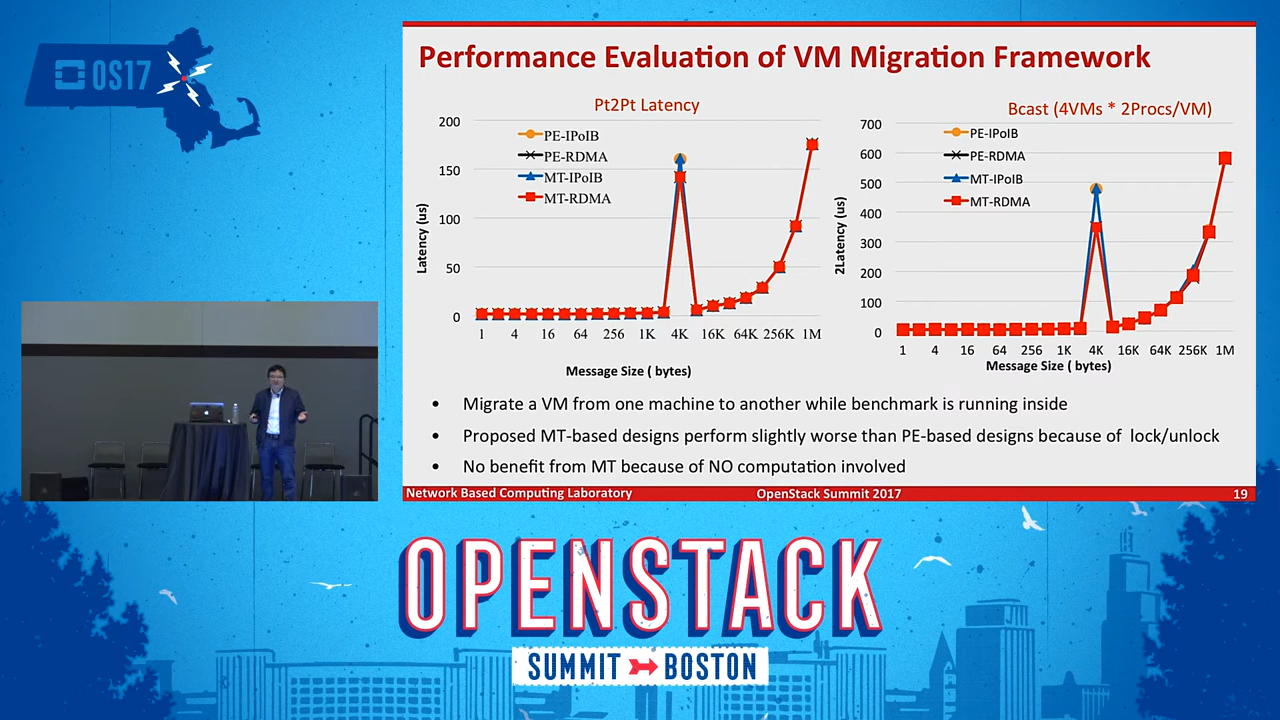 OS17
Performance Evaluation of VM Migration Framework
Pt2Pt Latency
200
150
100
50
0
Latency (us)
PE-IPoIB
PE-RDMA
MT-IPoIB
MT-RDMA
1 4 16 64 256 1K 4K 16K 64K 256K 1M
Message Size ( bytes)
Bcast (4VMs * 2Procs/VM)
700
600
500
400
300
200
100
0
2Latency (us)
PE-IPoIB
PE-RDMA
MT-IPoIB
MT-RDMA
1 4 16 64 256 1K 4K 16K 64K 256K 1M
Message Size ( bytes)
• Migrate a VM from one machine to another while benchmark is running inside
• Proposed MT-based designs perform slightly worse than PE-based designs because of lock/unlock
• No benefit from MT because of NO computation involved
Network Based Computing Laboratory OpenStack Summit 2017 19
OPENSTACK
SUMMIT BOSTON